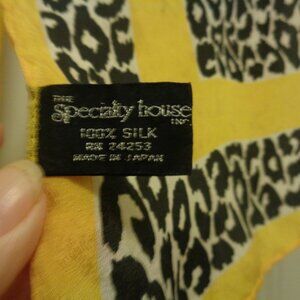 THE
Specialty house
INC.
100% SILK
RN 24253
MADE IN JAPAN